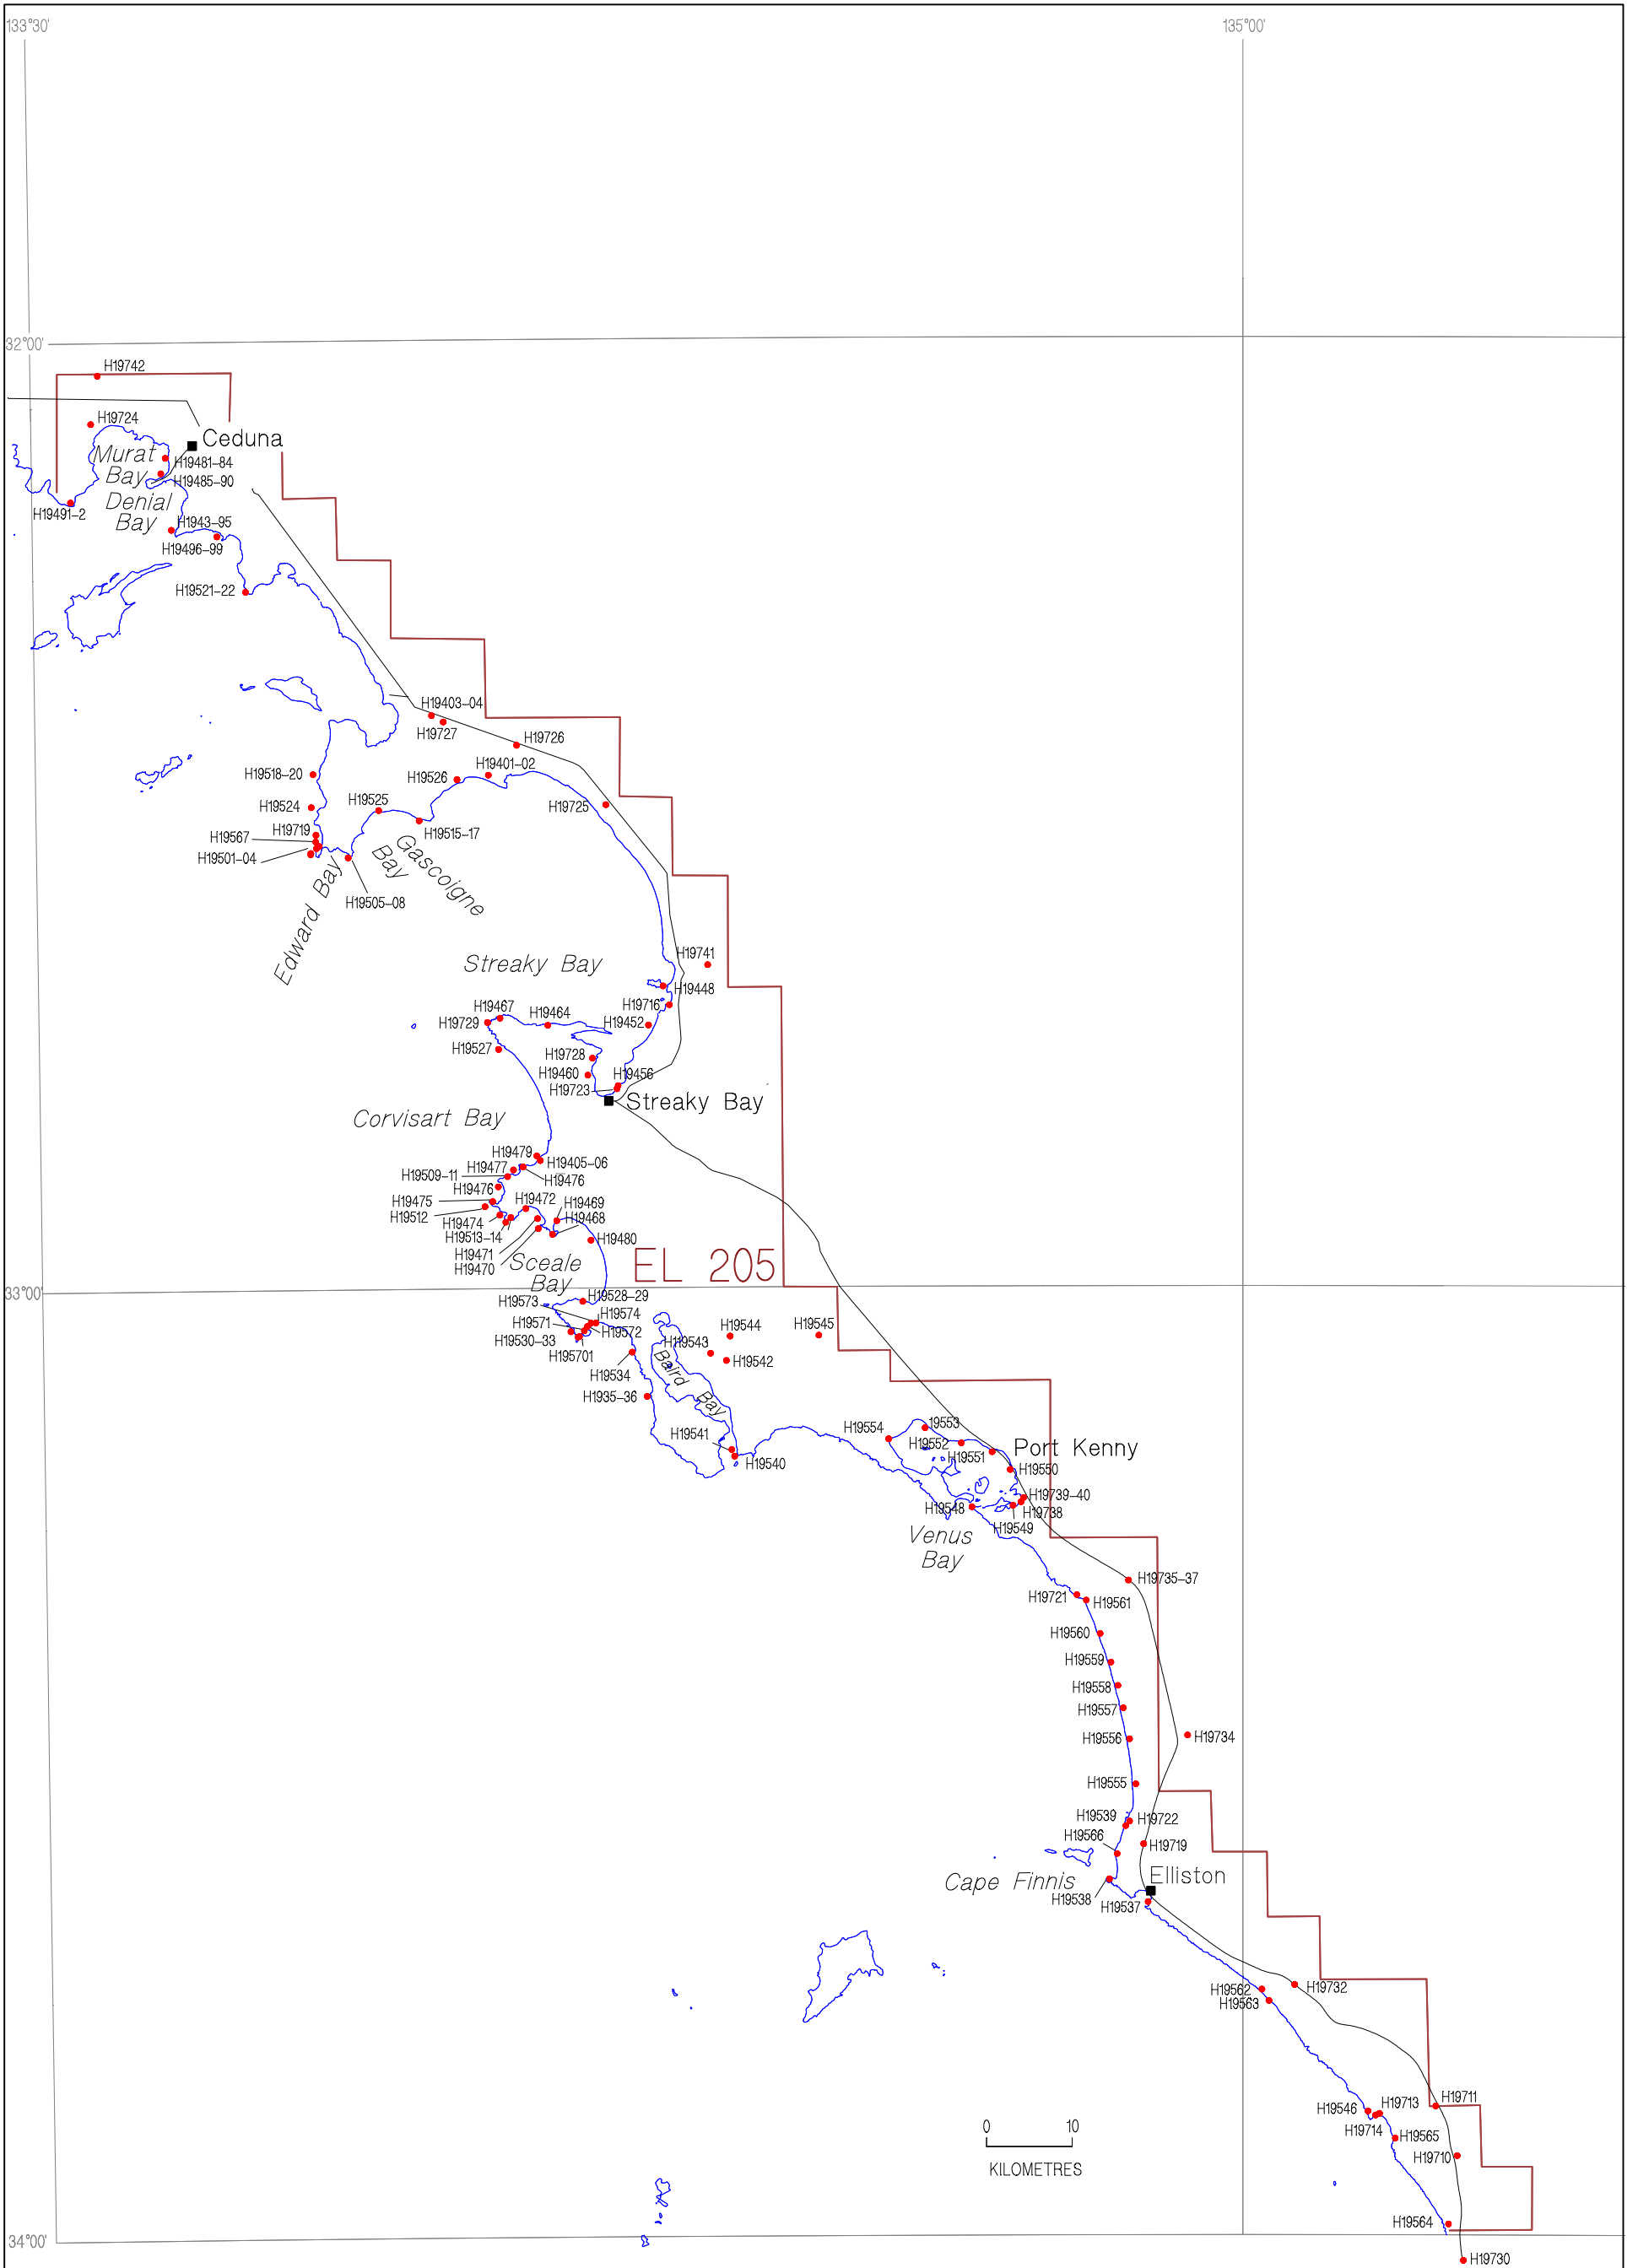 133°30'
135°00'
32°00'
H19742
H19724
Ceduna
Murat
Bay
H19481-84
H19485-90
Denial
Bay
H19491-2
H1943-95
H19496-99
H19521-22
H19403-04
H19727
H19726
H19518-20
H19401-02
H19526
H19524
H19525
H19725
H19719
H19567
H19515-17
H19501-04
Gascoigne
Bay
H19505-08
Edward Bay
H19741
Streaky Bay
H19448
H19467
H19716
H19464
H19729
H19452
H19527
H19728
H19460
H19456
H19723
Streaky Bay
Corvisart Bay
H19479
H19405-06
H19477
H19509-11
H19476
H19476
H19475
H19472
H19469
H19512
H19474
H19468
H19513-14
H19480
H19471
H19470
Sceale
Bay
EL 205
33°00'
H19528-29
H19573
H19574
H19571
H19572
H19530-33
H195701
H19544
H19545
H19543
H19542
H19534
Baird Bay
H1935-36
H19554
19553
H19541
H19552
H19551
Port Kenny
H19540
H19550
H19739-40
H19548
H19738
H19549
Venus
Bay
H19735-37
H19721
H19561
H19560
H19559
H19558
H19557
H19556
H19734
H19555
H19539
H19722
H19566
H19719
Cape Finnis
Elliston
H19538
H19537
H19562
H19732
H19563
H19711
H19546
H19713
H19714
H19565
H19710
0 10
KILOMETRES
H19564
34°00'
H19730